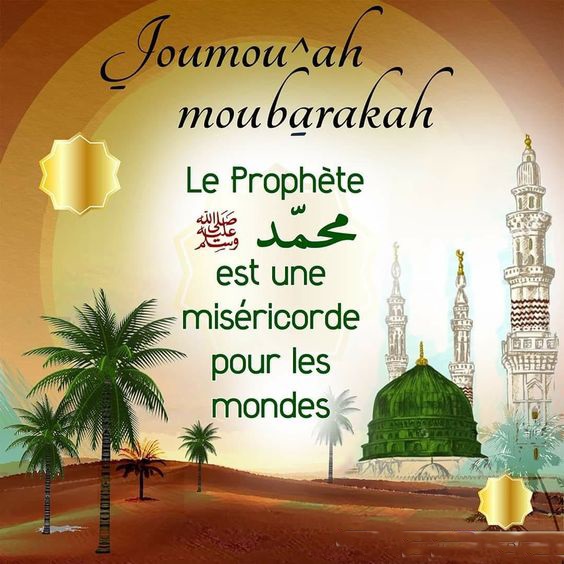 Joumou^ah
moubarakah
Le Prophète
محمّد ﷺ
est une
miséricorde
pour les
mondes